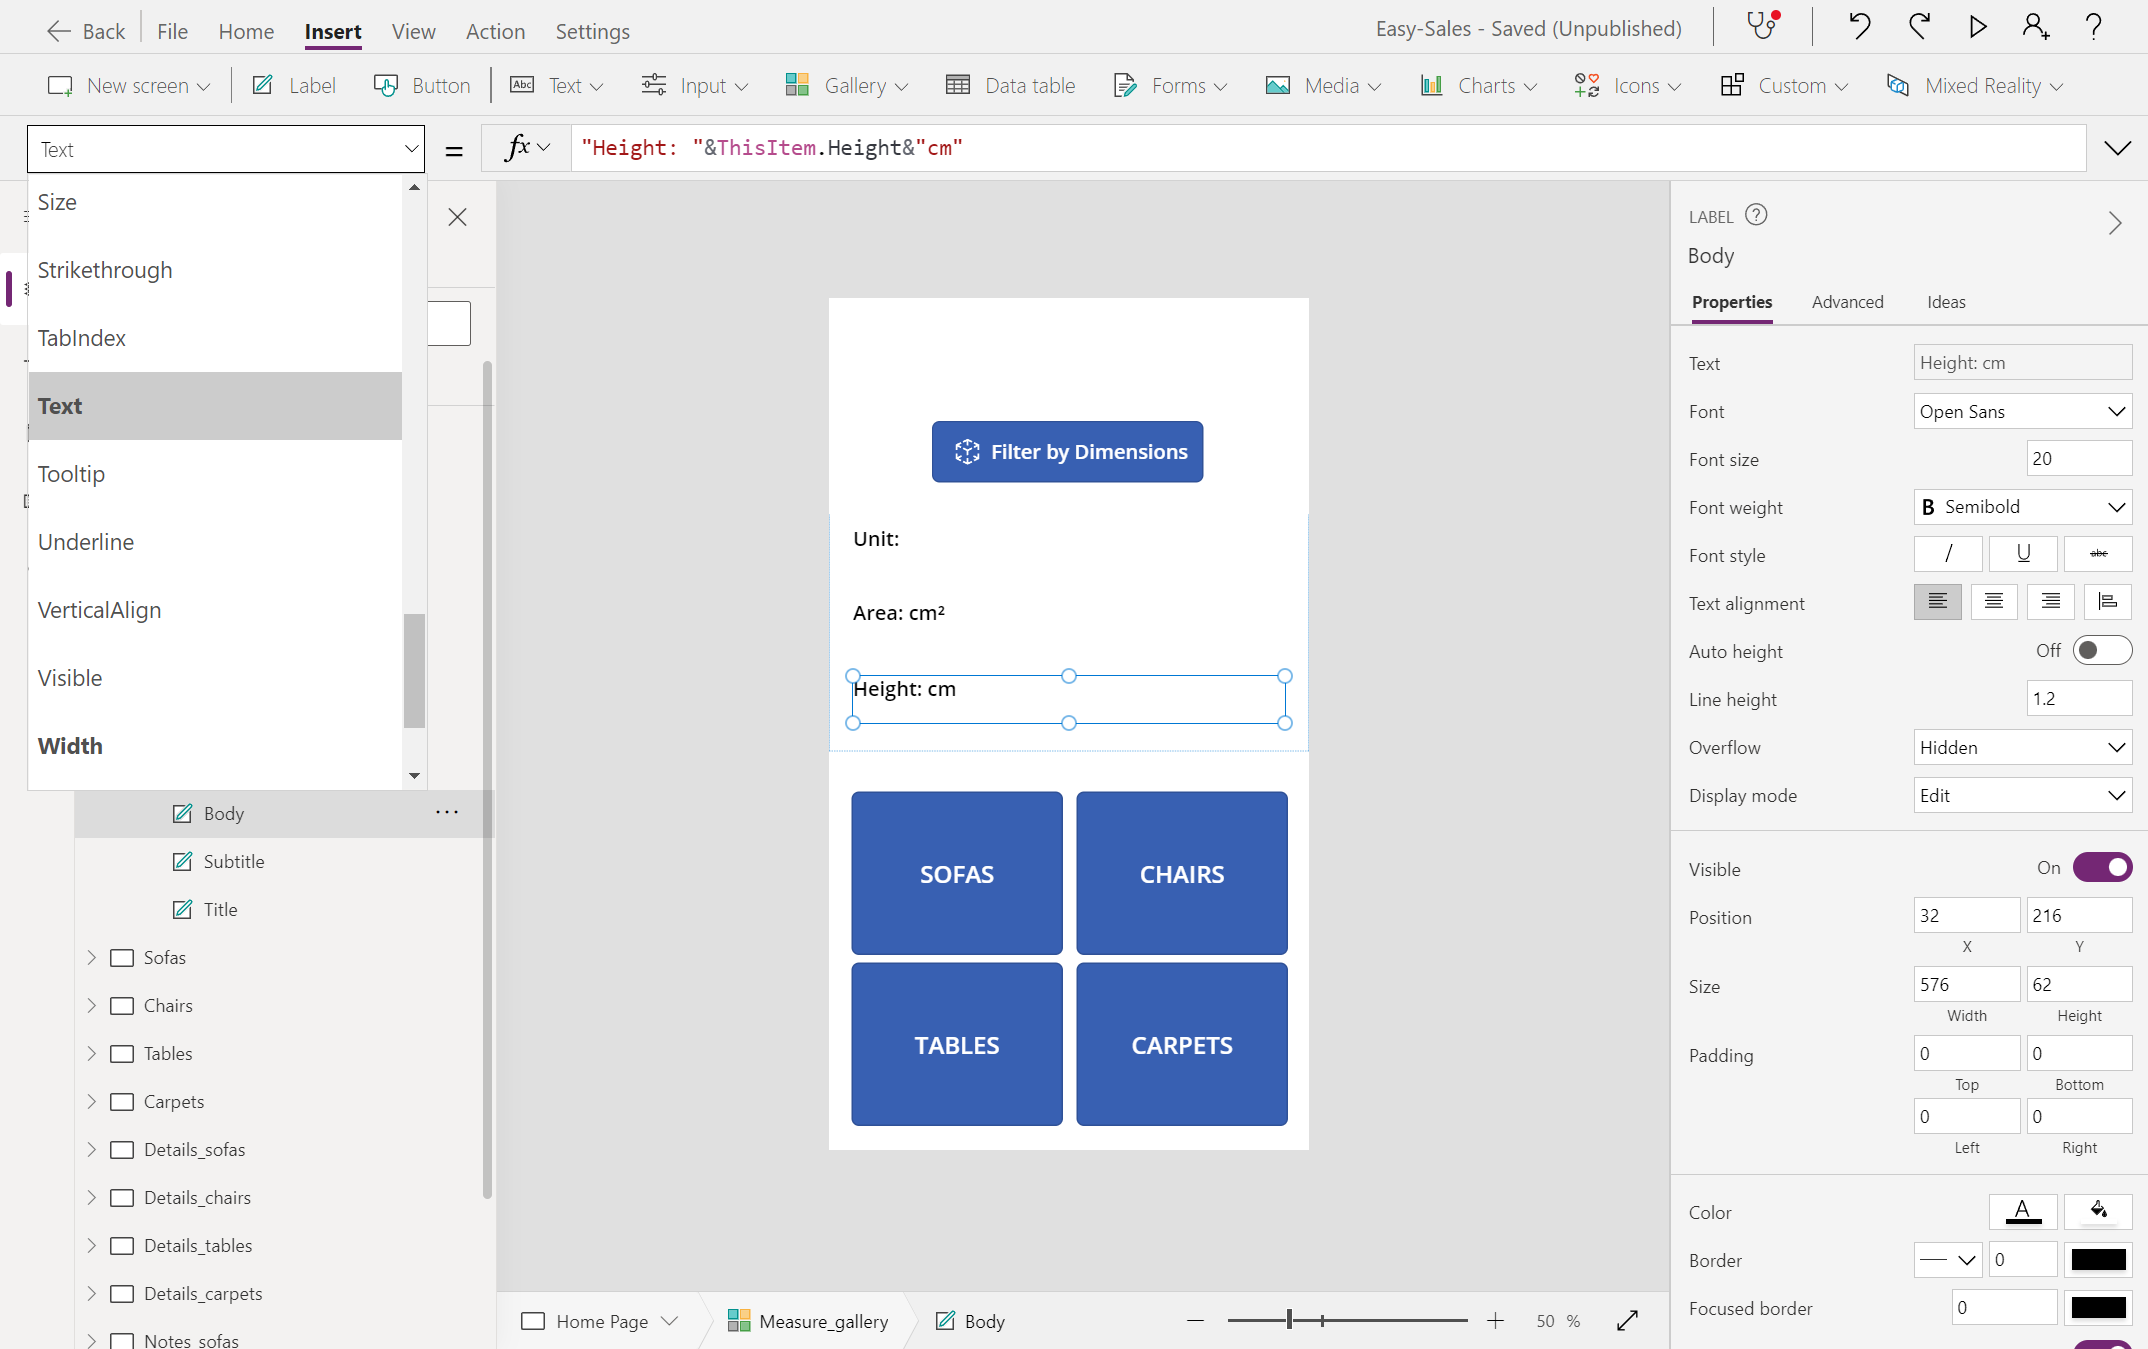 Back
File
Home
Insert
View
Action
Settings
Easy-Sales - Saved (Unpublished)
New screen
Label
Button
Abc Text
Input
Gallery
Data table
Forms
Media
Charts
Icons
Custom
Mixed Reality
Text
=
fx
"Height: "&ThisItem.Height&"cm"
Size
Strikethrough
TabIndex
Text
Tooltip
Underline
VerticalAlign
Visible
Width
Body
Subtitle
Title
Sofas
Chairs
Tables
Carpets
Details_sofas
Details_chairs
Details_tables
Details_carpets
Notes_sofas
Filter by Dimensions
Unit:
Area: cm²
Height: cm
SOFAS
CHAIRS
TABLES
CARPETS
Home Page
Measure_gallery
Body
50 %
LABEL
Body
Properties
Advanced
Ideas
Text
Height: cm
Font
Open Sans
Font size
20
Font weight
B Semibold
Font style
/ U abc
Text alignment
Auto height
Off
Line height
1.2
Overflow
Hidden
Display mode
Edit
Visible
On
Position
32
216
X
Y
Size
576
62
Width
Height
Padding
0
0
Top
Bottom
0
0
Left
Right
Color
A
Border
0
Focused border
0